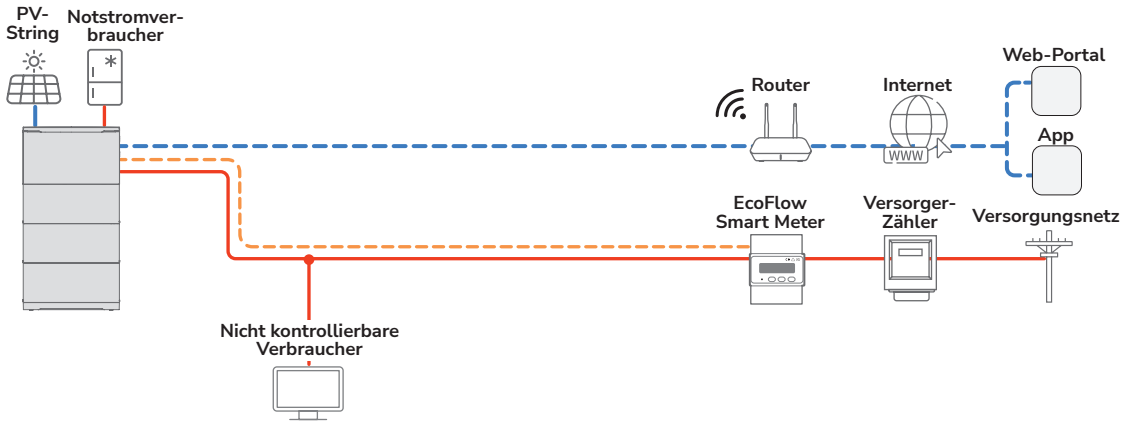 PV-
String
Notstromver-
braucher
Router
Internet
WWW
Web-Portal
App
EcoFlow
Smart Meter
Versorger-
Zähler
Versorgungsnetz
Nicht kontrollierbare
Verbraucher